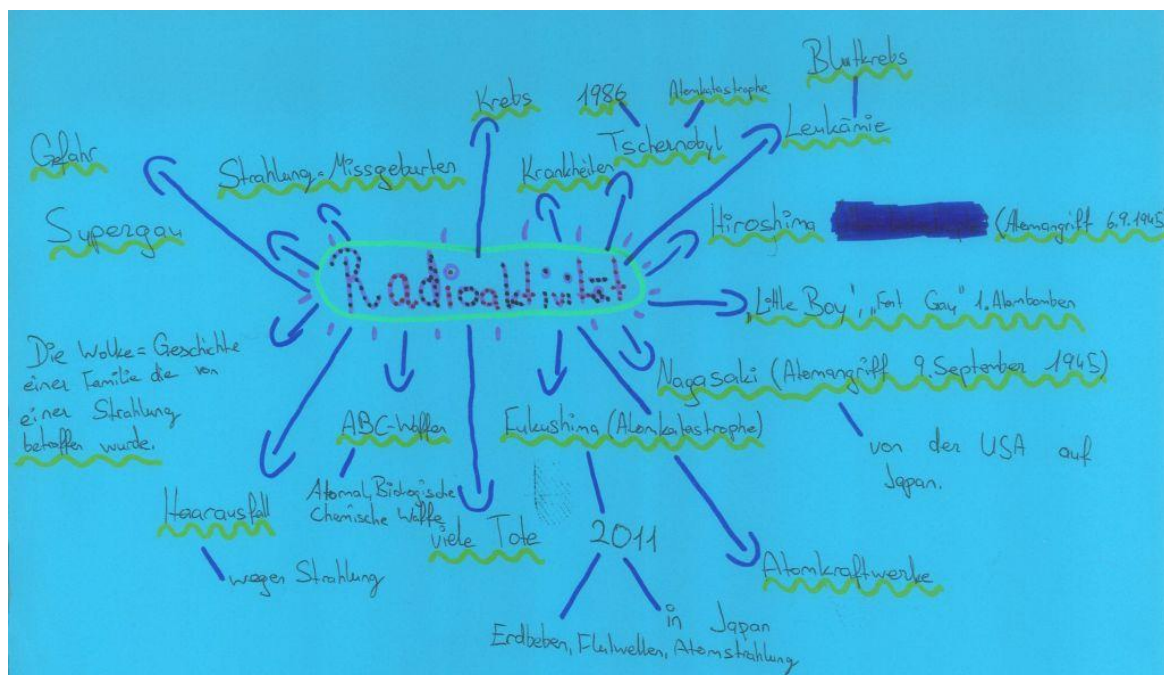 Krebs
1986
Atomkatastrophe
Tschernobyl
Blutkrebs
Leukämie
Gefahr
Strahlung = Missgeburten
Krankheiten
Supergau
Hiroshima (Atomangriff 6.9.1945)
Radioaktivität
„Little Boy", „Fat Gay" 1. Atombomben
Nagasaki (Atomangriff 9. September 1945)
von der USA auf
Japan.
Die Wolke = Geschichte
einer Familie die von
einer Strahlung
betroffen wurde.
ABC-Waffen
Atomal, Biologische
Chemische Waffe
Fukushima (Atomkatastrophe)
Haarausfall
wegen Strahlung
viele Tote
2011
Atomkraftwerke
in Japan
Erdbeben, Flutwellen, Atomstrahlung